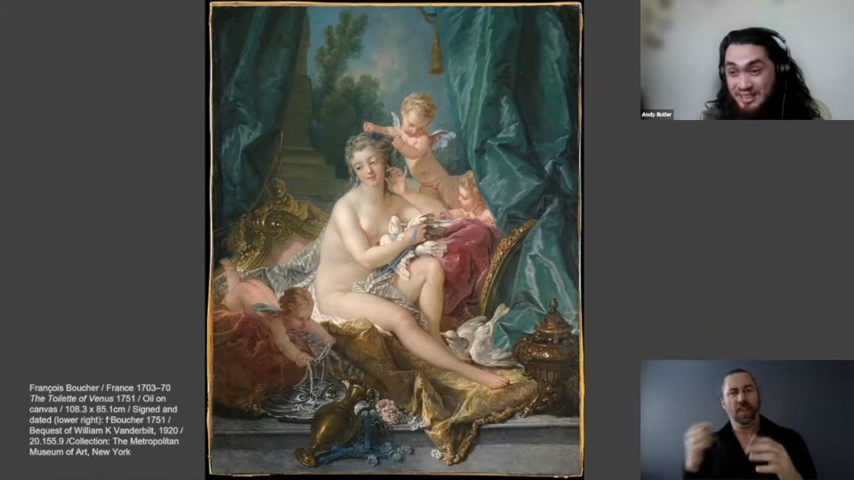 Andy Butler
François Boucher / France 1703–70
The Toilette of Venus 1751 / Oil on
canvas / 108.3 x 85.1cm / Signed and
dated (lower right): f Boucher 1751 /
Bequest of William K Vanderbilt, 1920 /
20.155.9 /Collection: The Metropolitan
Museum of Art, New York